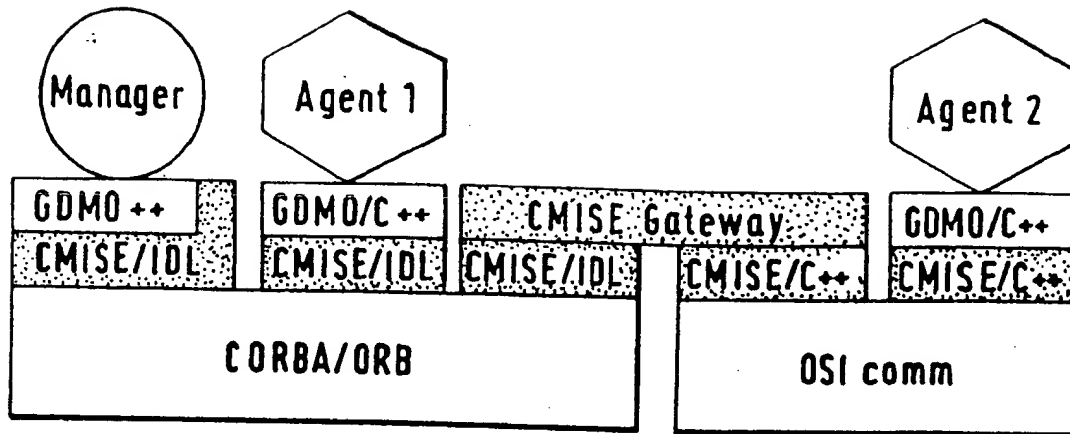 Manager
Agent 1
Agent 2
GDMO ++
GDMO/C ++
CMISE Gateway
GDMO/C++
CMISE/IDL
CMISE/IDL
CMISE/IDL
CMISE/C++
CMISE/C++
CORBA/ORB
OSI comm